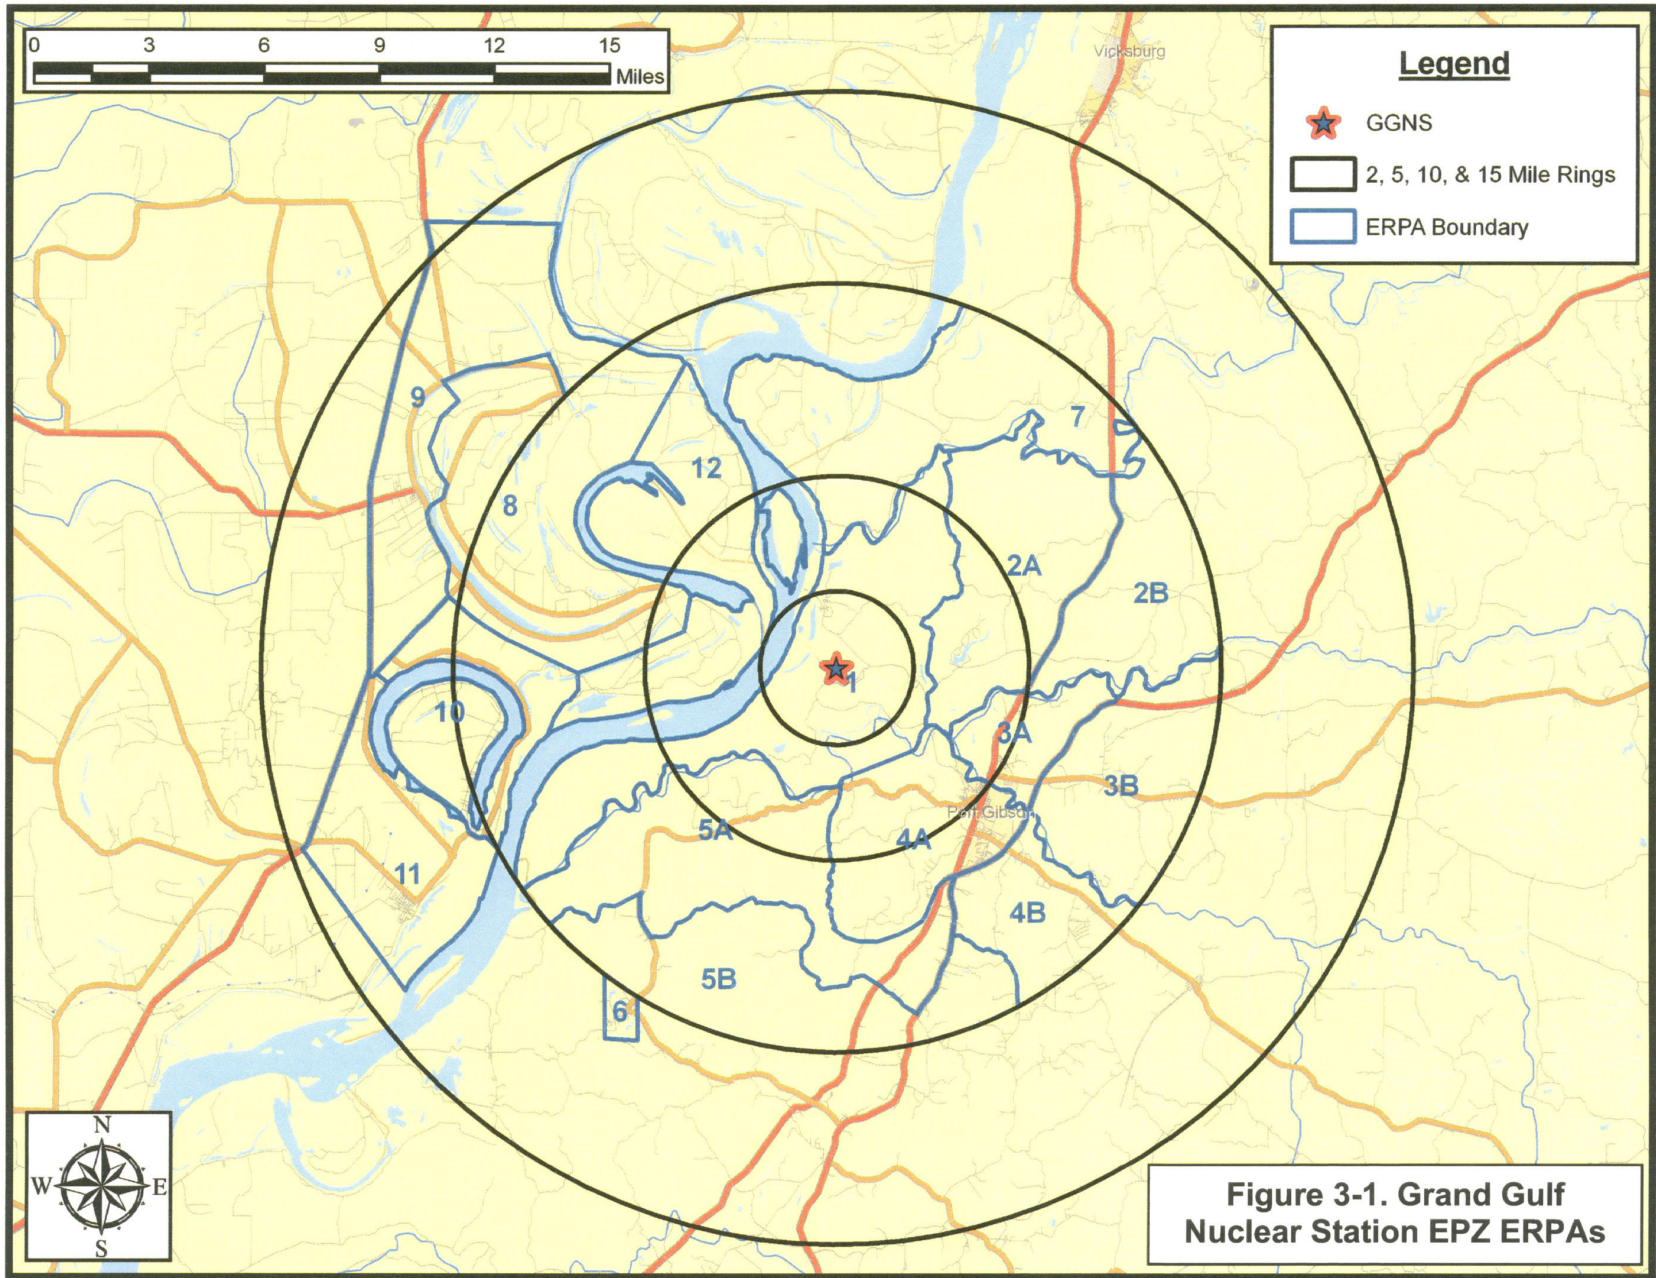 0 3 6 9 12 15
Miles
Vicksburg
Legend
GGNS
2, 5, 10, & 15 Mile Rings
ERPA Boundary
7
9
12
8
2A
2B
1
10
3A
3B
Port Gibson
5A
4A
11
4B
5B
6
N
W E
S
Figure 3-1. Grand Gulf
Nuclear Station EPZ ERPAs